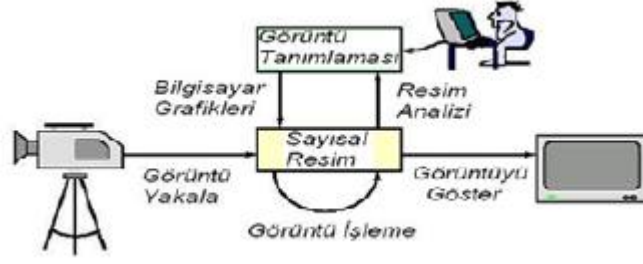 Görüntü
Tanımlaması
Bilgisayar
Grafikleri
Resim
Analizi
Sayısal
Resim
Görüntü
Yakala
Görüntüyü
Göster
Görüntü İşleme